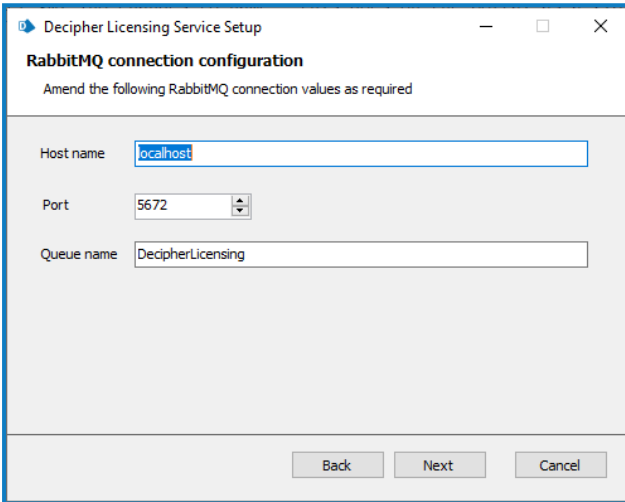 Decipher Licensing Service Setup
RabbitMQ connection configuration
Amend the following RabbitMQ connection values as required
Host name localhost
Port 5672
Queue name DecipherLicensing
Back Next Cancel